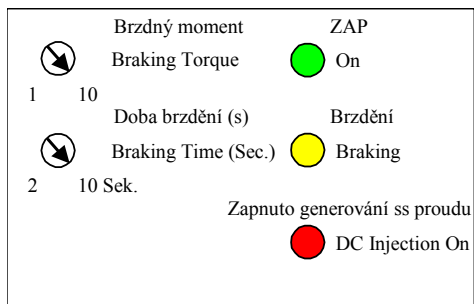 Brzdný moment ZAP
Braking Torque On
1 10
Doba brzdění (s) Brzdění
Braking Time (Sec.) Braking
2 10 Sek.
Zapnuto generování ss proudu
DC Injection On